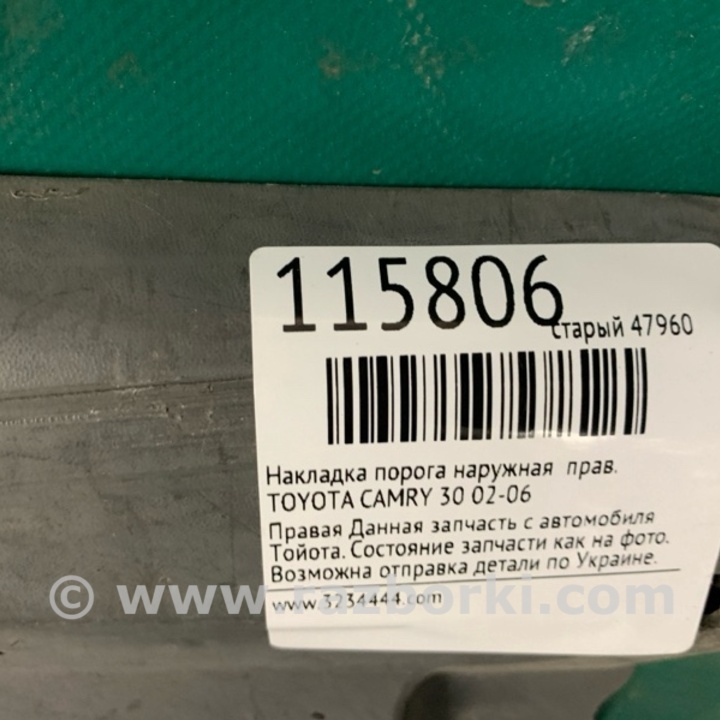 115806
старый 47960
Накладка порога наружная прав.
TOYOTA CAMRY 30 02-06
Правая Данная запчасть с автомобиля
Тойота. Состояние запчасти как на фото.
Возможна отправка детали по Украине.
© www.razborki.com
www.3234444.com